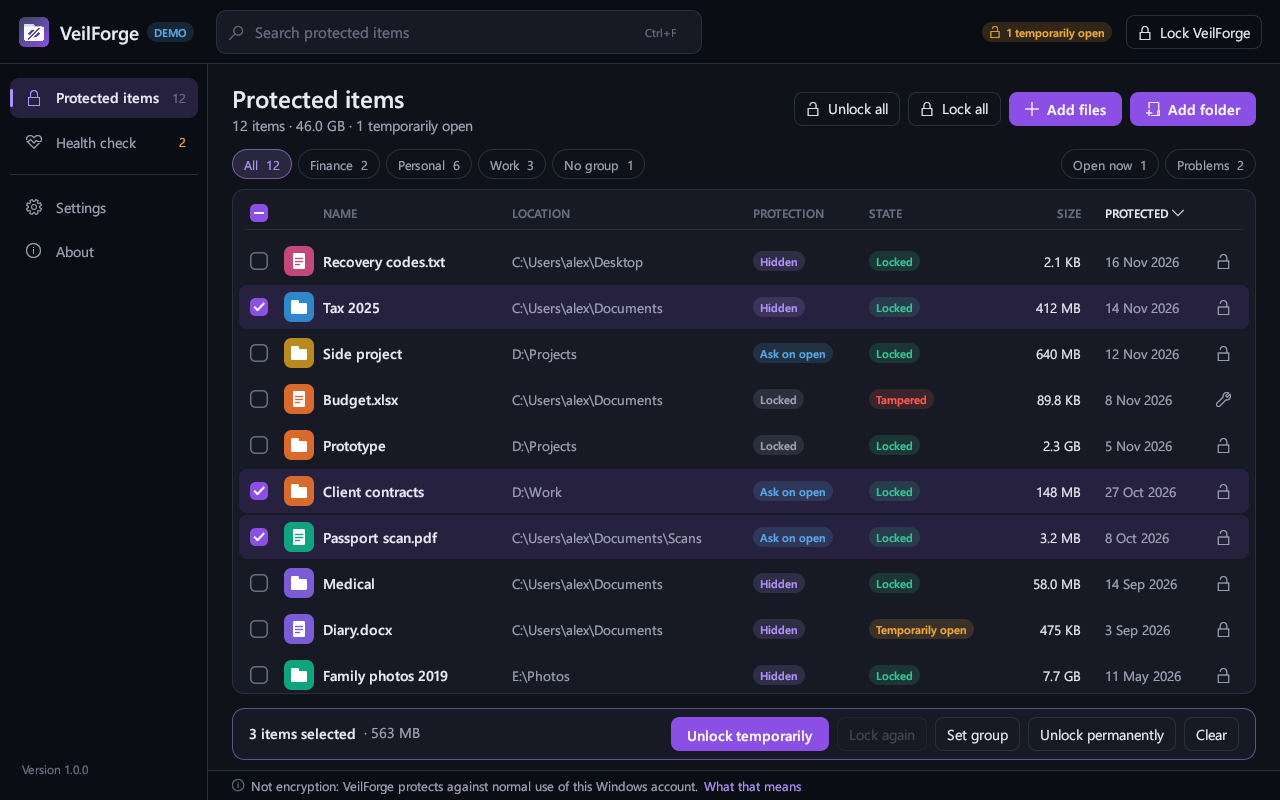 VeilForge DEMO
Search protected items Ctrl+F
1 temporarily open
Lock VeilForge
Protected items 12
Health check 2
Settings
About
Version 1.0.0
Protected items
12 items · 46.0 GB · 1 temporarily open
Unlock all
Lock all
Add files
Add folder
All 12 Finance 2 Personal 6 Work 3 No group 1 Open now 1 Problems 2
NAME LOCATION PROTECTION STATE SIZE PROTECTED
Recovery codes.txt C:\Users\alex\Desktop Hidden Locked 2.1 KB 16 Nov 2026
Tax 2025 C:\Users\alex\Documents Hidden Locked 412 MB 14 Nov 2026
Side project D:\Projects Ask on open Locked 640 MB 12 Nov 2026
Budget.xlsx C:\Users\alex\Documents Locked Tampered 89.8 KB 8 Nov 2026
Prototype D:\Projects Locked Locked 2.3 GB 5 Nov 2026
Client contracts D:\Work Ask on open Locked 148 MB 27 Oct 2026
Passport scan.pdf C:\Users\alex\Documents\Scans Ask on open Locked 3.2 MB 8 Oct 2026
Medical C:\Users\alex\Documents Hidden Locked 58.0 MB 14 Sep 2026
Diary.docx C:\Users\alex\Documents Hidden Temporarily open 475 KB 3 Sep 2026
Family photos 2019 E:\Photos Hidden Locked 7.7 GB 11 May 2026
3 items selected · 563 MB
Unlock temporarily
Lock again
Set group
Unlock permanently
Clear
Not encryption: VeilForge protects against normal use of this Windows account. What that means